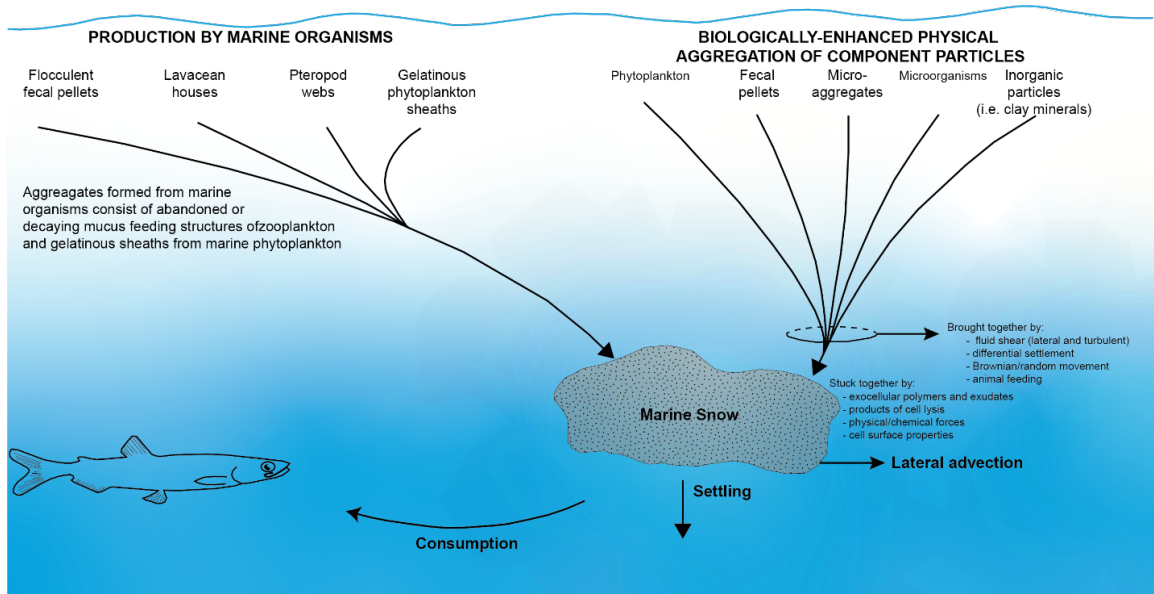 PRODUCTION BY MARINE ORGANISMS
Flocculent
fecal pellets
Lavacean
houses
Pteropod
webs
Gelatinous
phytoplankton
sheaths
Aggreagates formed from marine
organisms consist of abandoned or
decaying mucus feeding structures ofzooplankton
and gelatinous sheaths from marine phytoplankton
BIOLOGICALLY-ENHANCED PHYSICAL
AGGREGATION OF COMPONENT PARTICLES
Phytoplankton
Fecal
pellets
Micro-
aggregates
Microorganisms
Inorganic
particles
(i.e. clay minerals)
Brought together by:
- fluid shear (lateral and turbulent)
- differential settlement
- Brownian/random movement
- animal feeding
Stuck together by:
- exocellular polymers and exudates
- products of cell lysis
- physical/chemical forces
- cell surface properties
Marine Snow
Lateral advection
Settling
Consumption